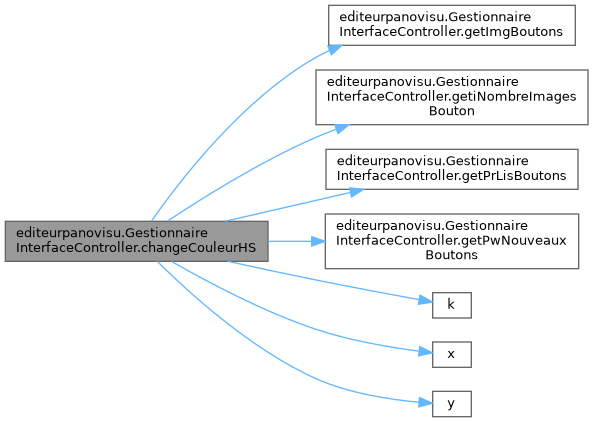 editeurpanovisu.Gestionnaire
InterfaceController.getImgBoutons
editeurpanovisu.Gestionnaire
InterfaceController.getiNombreImages
Bouton
editeurpanovisu.Gestionnaire
InterfaceController.getPrLisBoutons
editeurpanovisu.Gestionnaire
InterfaceController.changeCouleurHS
editeurpanovisu.Gestionnaire
InterfaceController.getPwNouveaux
Boutons
k
x
y